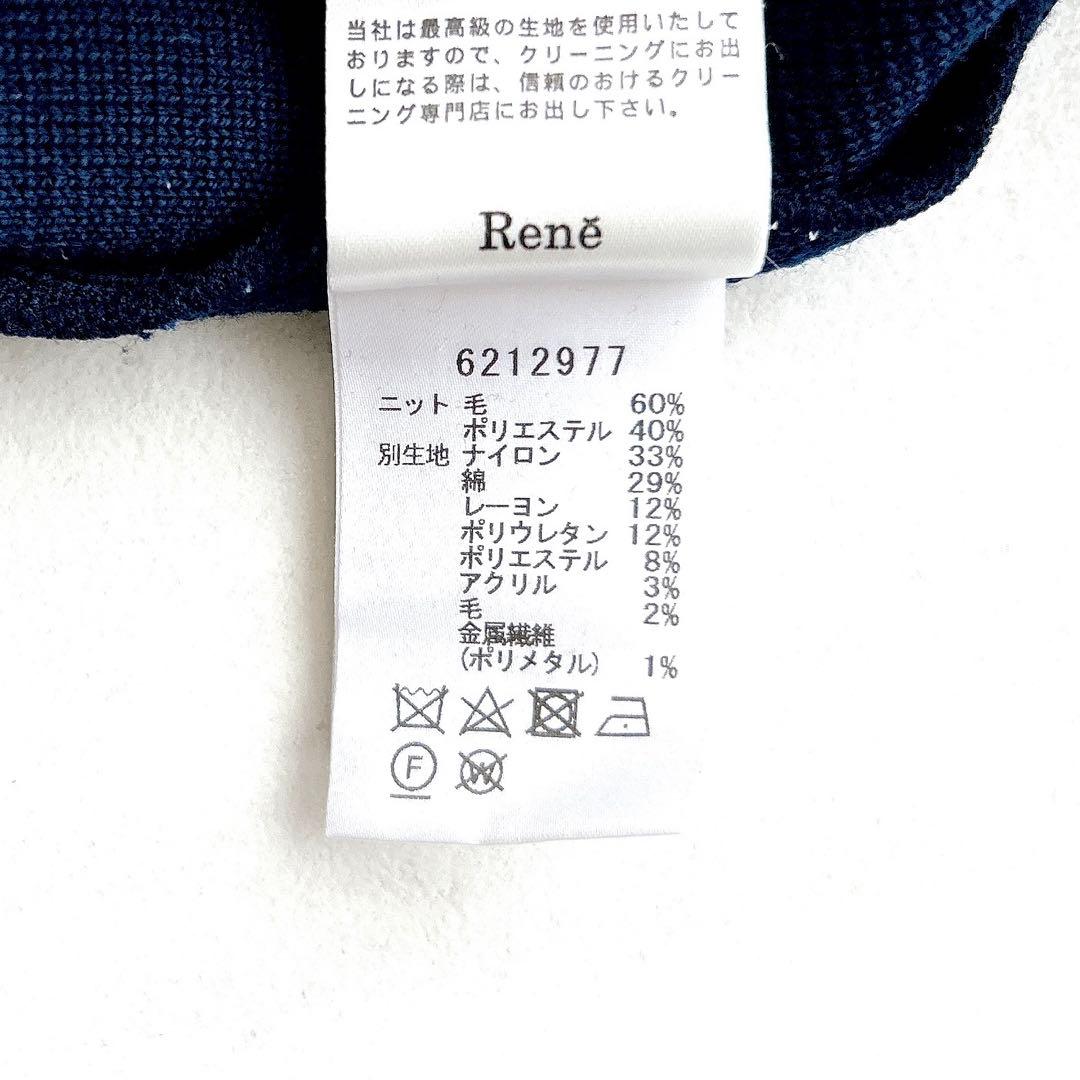 当社は最高級の生地を使用いたして
おりますので、クリーニングにお出
しになる際は、信頼のおけるクリー
ニング専門店にお出し下さい。
Renĕ
6212977
ニット 毛 60%
ポリエステル 40%
別生地 ナイロン 33%
綿 29%
レーヨン 12%
ポリウレタン 12%
ポリエステル 8%
アクリル 3%
毛 2%
金属繊維
(ポリメタル) 1%
F W